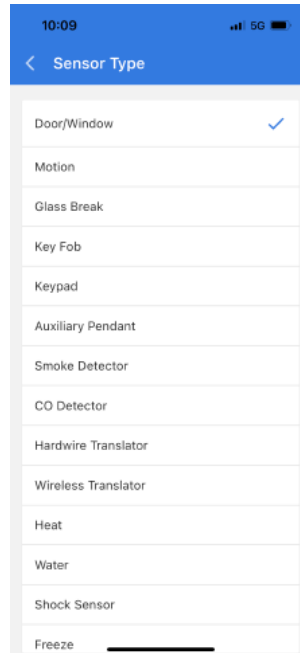 10:09
5G
Sensor Type
Door/Window
Motion
Glass Break
Key Fob
Keypad
Auxiliary Pendant
Smoke Detector
CO Detector
Hardwire Translator
Wireless Translator
Heat
Water
Shock Sensor
Freeze